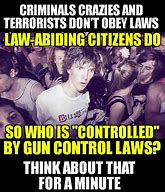 CRIMINALS CRAZIES AND
TERRORISTS DON'T OBEY LAWS
LAW-ABIDING CITIZENS DO
SO WHO IS "CONTROLLED"
BY GUN CONTROL LAWS?
THINK ABOUT THAT
FOR A MINUTE